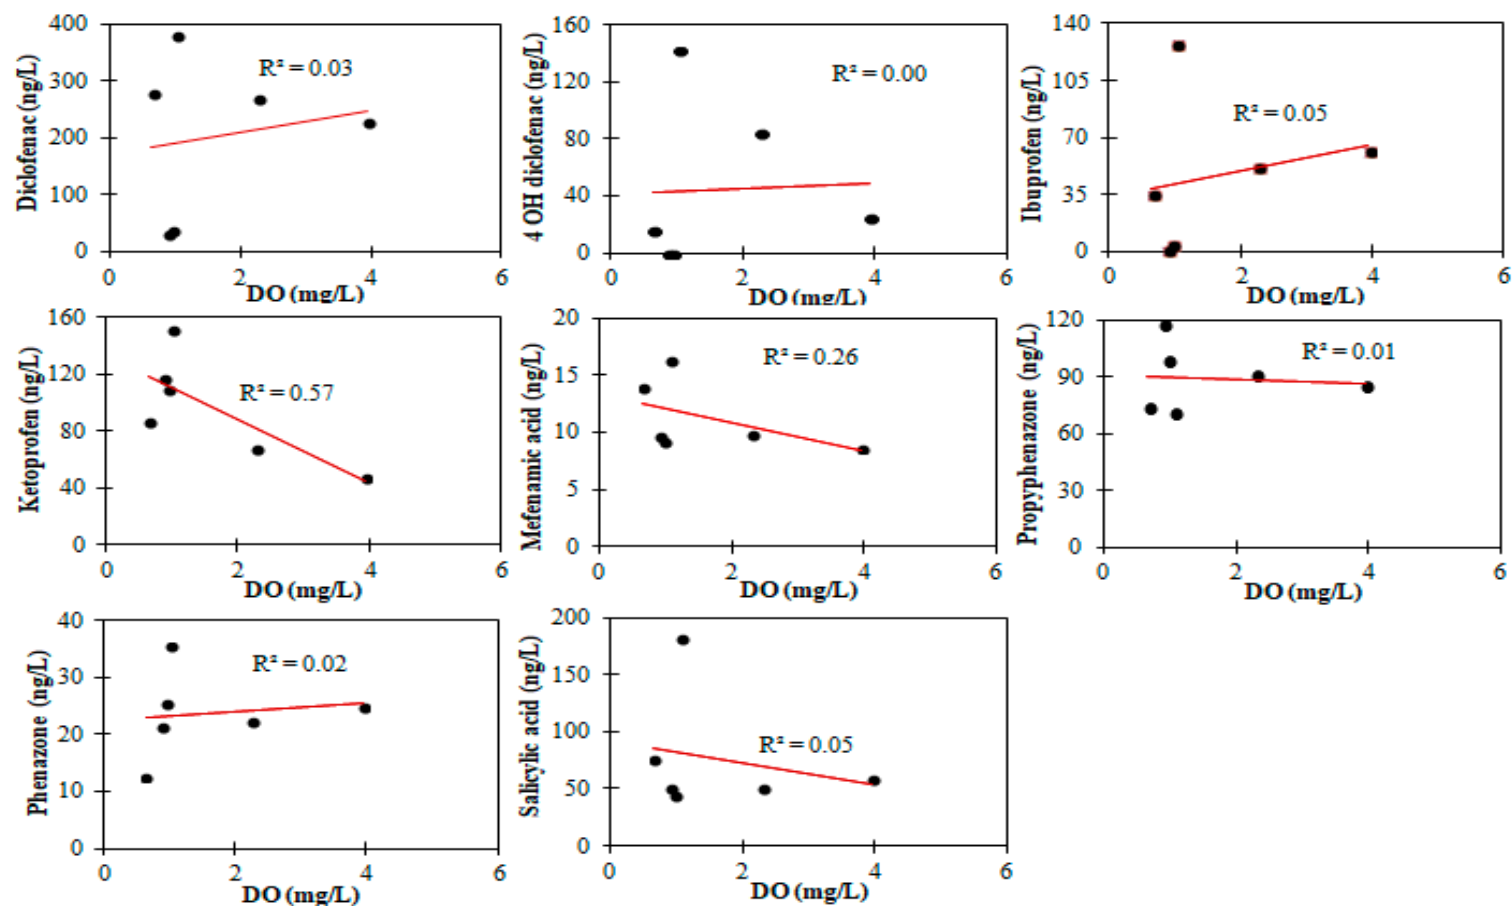 Diclofenac (ng/L)
400
300
200
100
0
R² = 0.03
0 2 4 6
DO (mg/L)
4 OH diclofenac (ng/L)
160
120
80
40
0
R² = 0.00
0 2 4 6
DO (mg/L)
Ibuprofen (ng/L)
140
105
70
35
0
R² = 0.05
0 2 4 6
DO (mg/L)
Ketoprofen (ng/L)
160
120
80
40
0
R² = 0.57
0 2 4 6
DO (mg/L)
Mefenamic acid (ng/L)
20
15
10
5
0
R² = 0.26
0 2 4 6
DO (mg/L)
Propyphenazone (ng/L)
120
90
60
30
0
R² = 0.01
0 2 4 6
DO (mg/L)
Phenazone (ng/L)
40
30
20
10
0
R² = 0.02
0 2 4 6
DO (mg/L)
Salicylic acid (ng/L)
200
150
100
50
0
R² = 0.05
0 2 4 6
DO (mg/L)